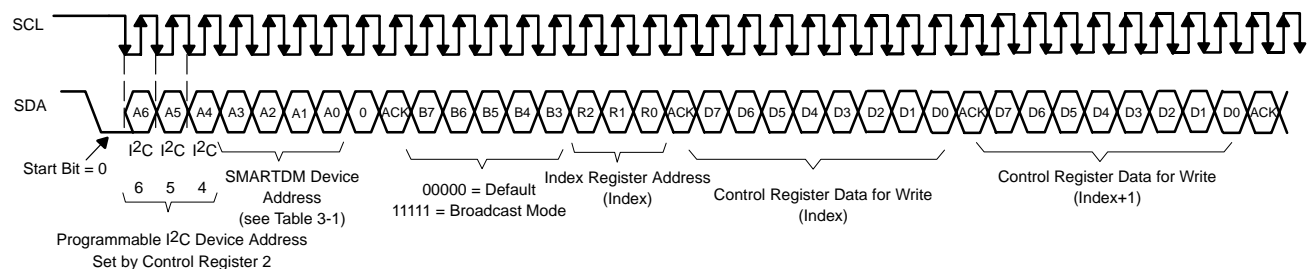 SCL
SDA A6 A5 A4 A3 A2 A1 A0 0 ACK B7 B6 B5 B4 B3 R2 R1 R0 ACK D7 D6 D5 D4 D3 D2 D1 D0 ACK D7 D6 D5 D4 D3 D2 D1 D0 ACK
Start Bit = 0
I2C I2C I2C
6 5 4
Programmable I2C Device Address
Set by Control Register 2
SMARTDM Device
Address
(see Table 3-1)
00000 = Default
11111 = Broadcast Mode
Index Register Address
(Index)
Control Register Data for Write
(Index)
Control Register Data for Write
(Index+1)